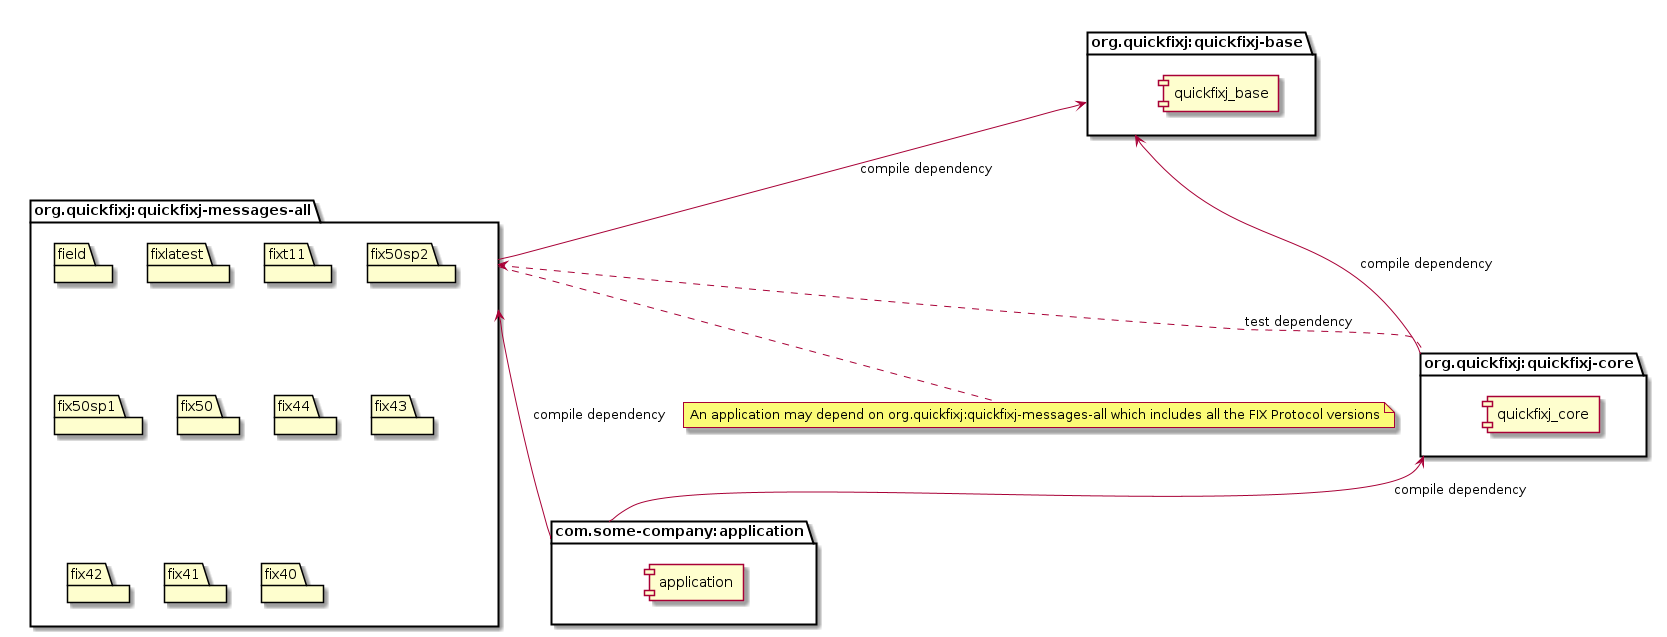 org.quickfixj:quickfixj-base
quickfixj_base
compile dependency
org.quickfixj:quickfixj-messages-all
field
fixlatest
fixt11
fix50sp2
compile dependency
test dependency
org.quickfixj:quickfixj-core
quickfixj_core
fix50sp1
fix50
fix44
fix43
compile dependency
An application may depend on org.quickfixj:quickfixj-messages-all which includes all the FIX Protocol versions
compile dependency
com.some-company:application
application
fix42
fix41
fix40